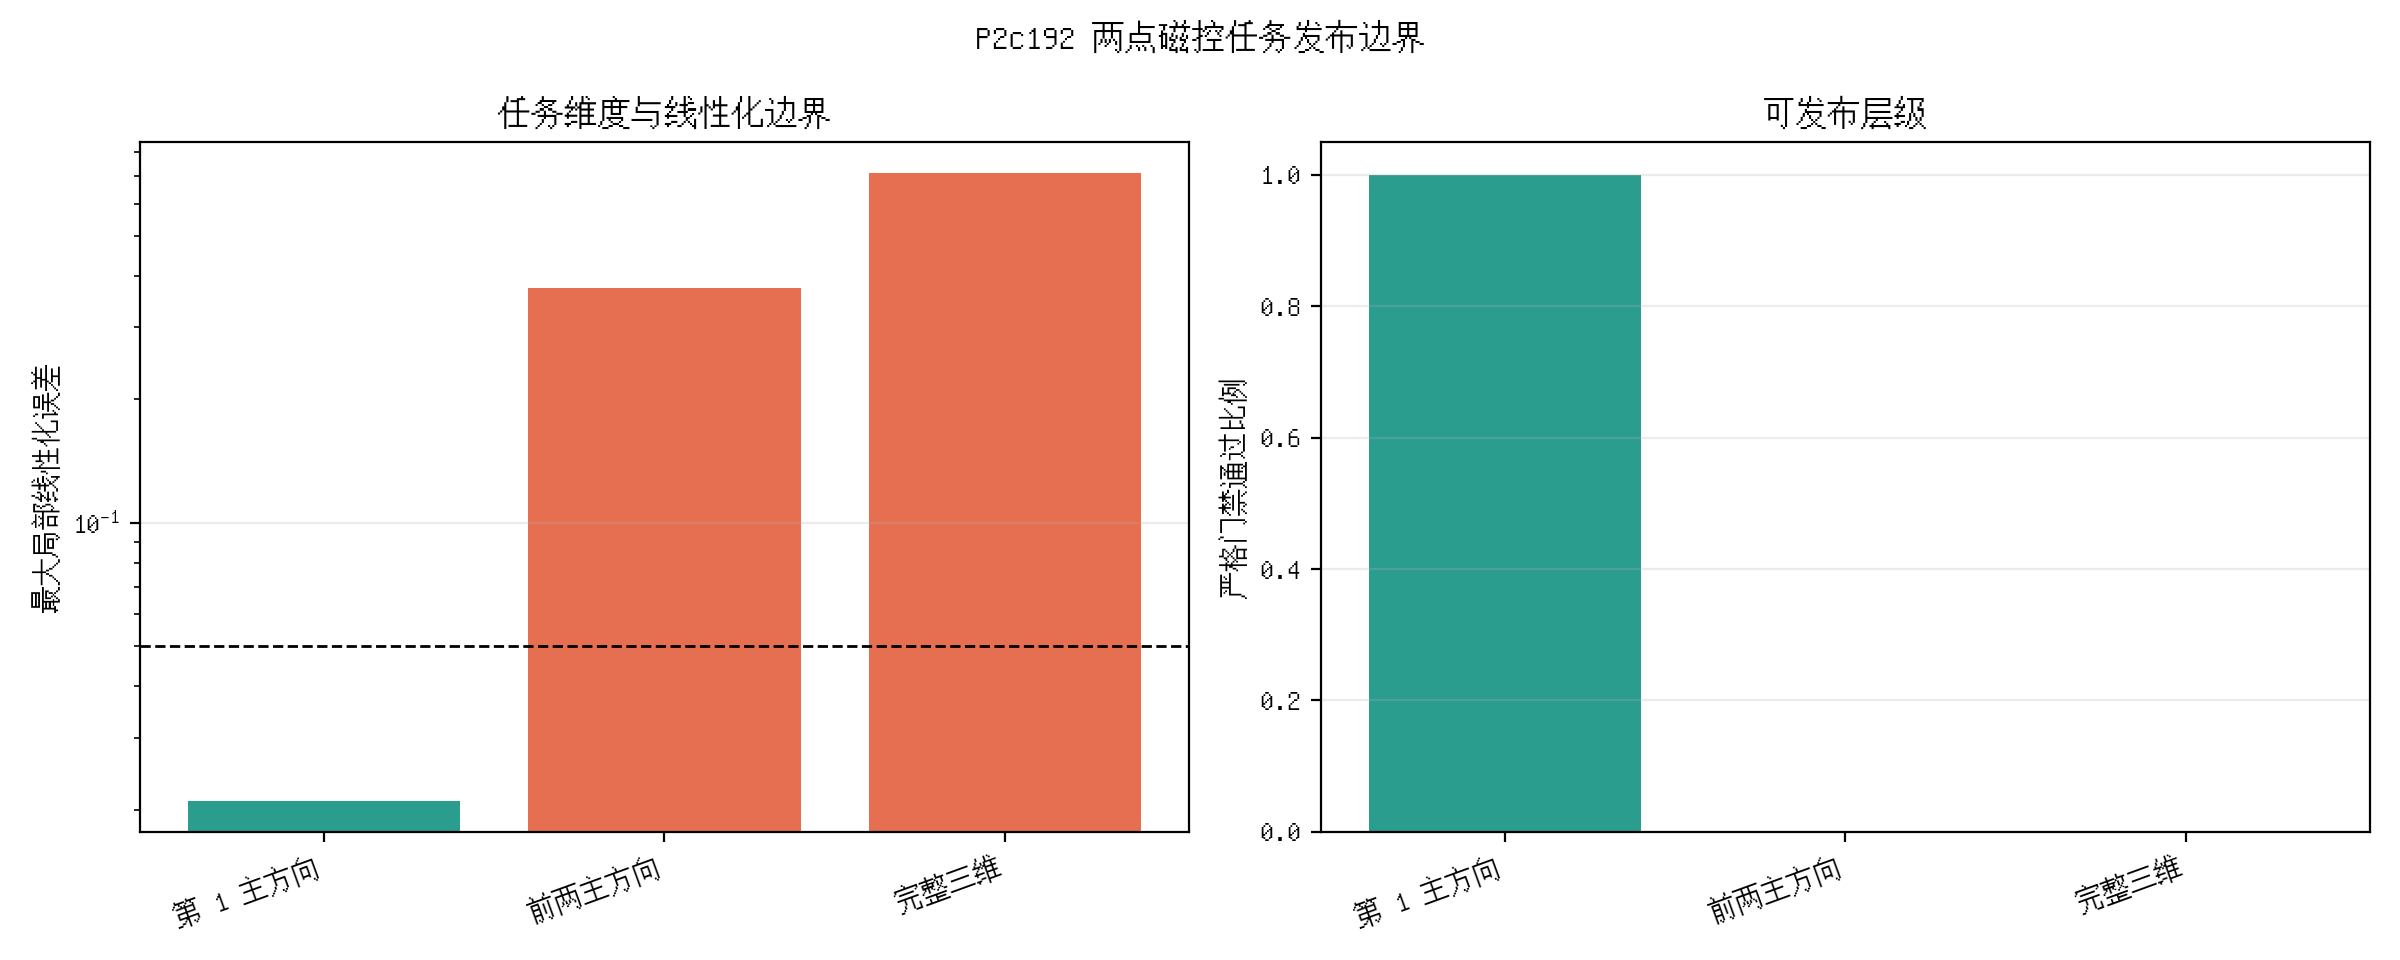 P2c192 两点磁控任务发布边界
任务维度与线性化边界
最大局部线性化误差
10⁻¹
第 1 主方向
前两主方向
完整三维
可发布层级
严格门禁通过比例
1.0
0.8
0.6
0.4
0.2
0.0
第 1 主方向
前两主方向
完整三维